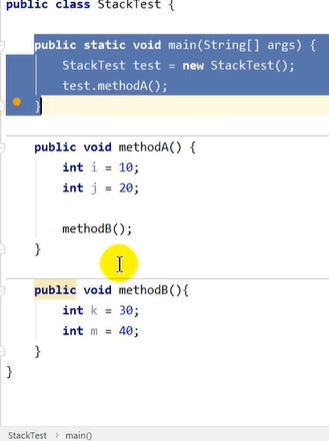 public class StackTest {
public static void main(String[] args) {
StackTest test = new StackTest();
test.methodA();
}
public void methodA() {
int i = 10;
int j = 20;
methodB();
}
public void methodB(){
int k = 30;
int m = 40;
}
}
StackTest › main()